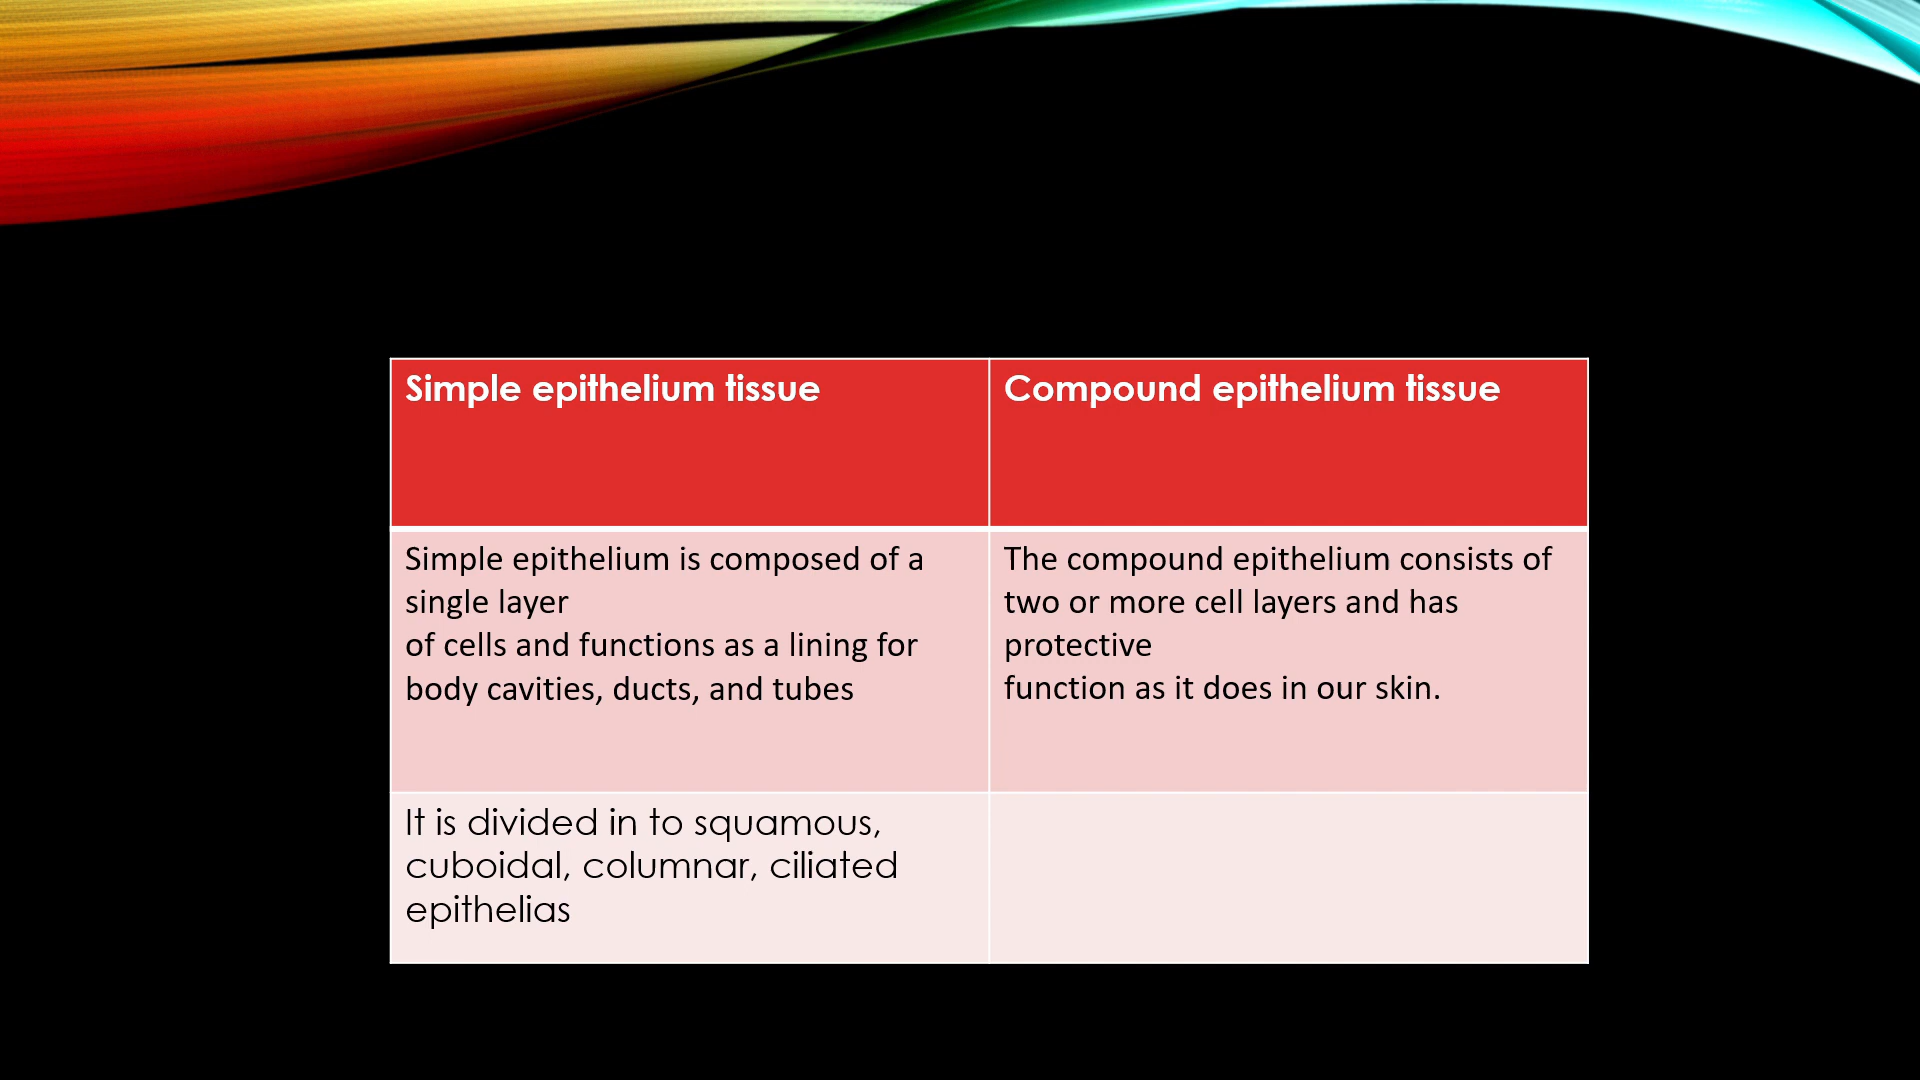 Simple epithelium tissue
Compound epithelium tissue
Simple epithelium is composed of a
single layer
of cells and functions as a lining for
body cavities, ducts, and tubes
The compound epithelium consists of
two or more cell layers and has
protective
function as it does in our skin.
It is divided in to squamous,
cuboidal, columnar, ciliated
epithelias